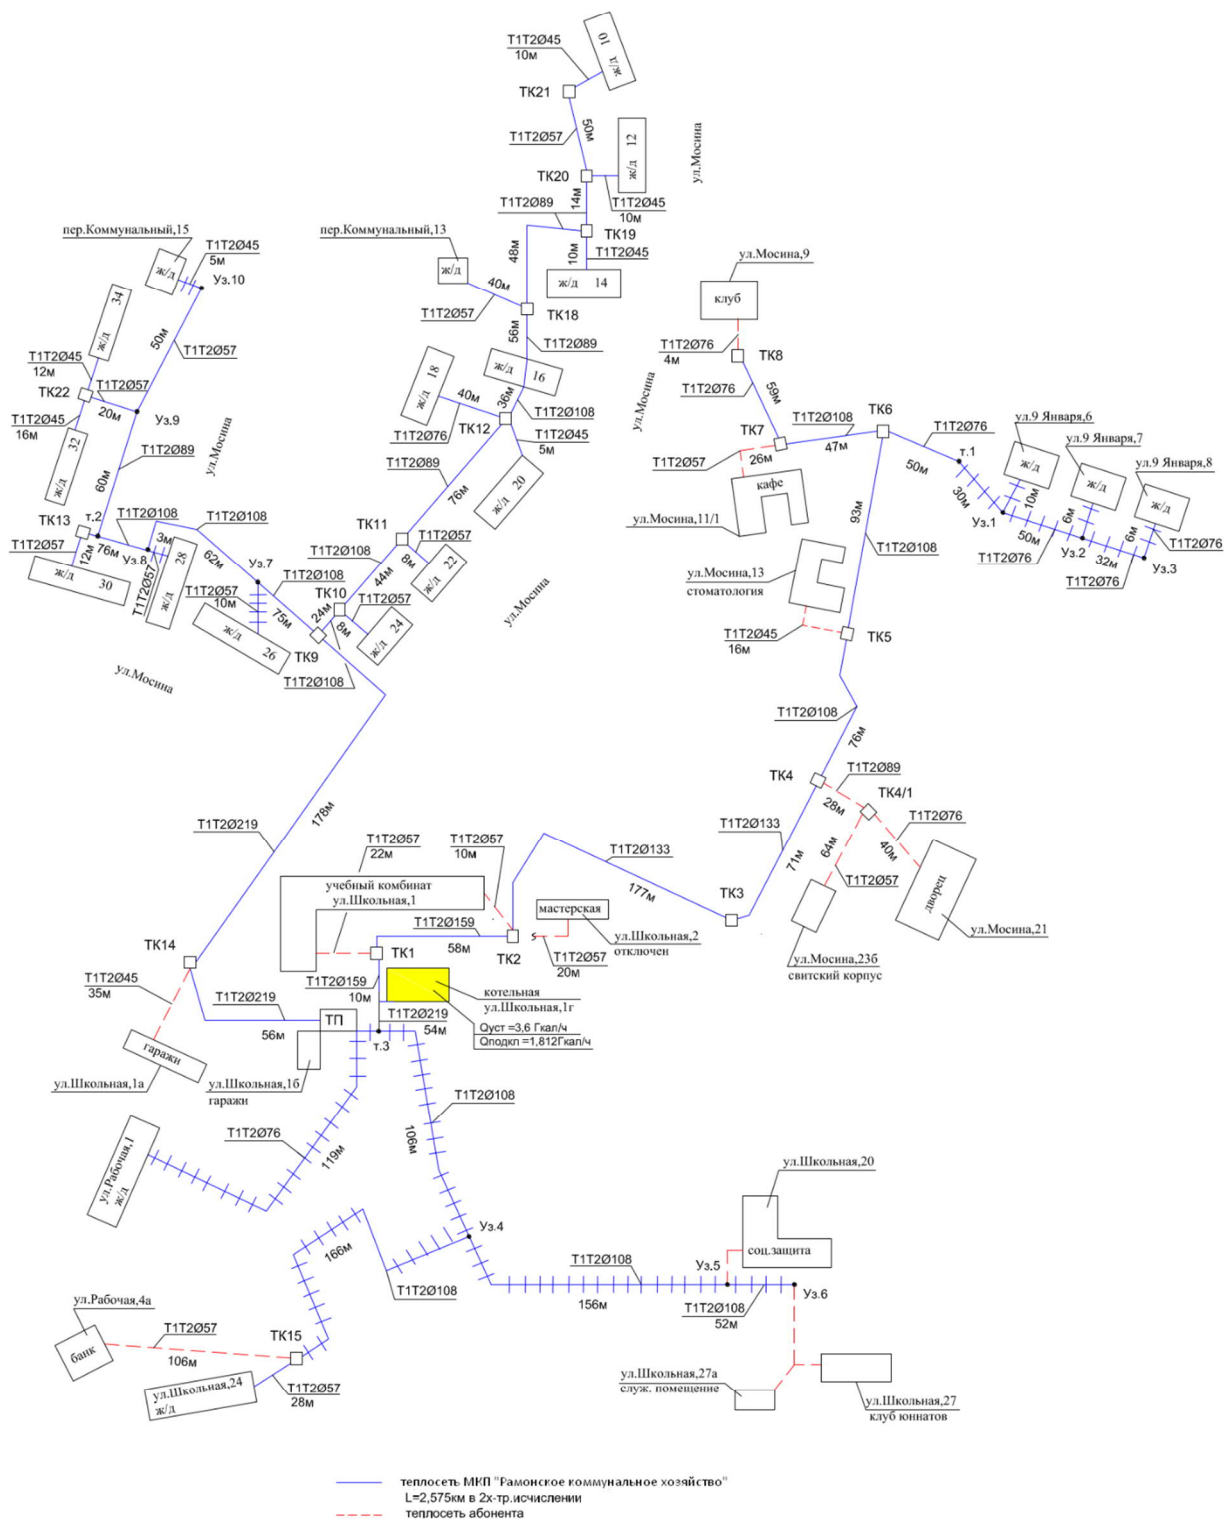 Т1Т2Ø45
10м
ж/д 10
ТК21
50м
Т1Т2Ø57
ж/д 12
ул.Мосина
ТК20
14м
Т1Т2Ø45
10м
Т1Т2Ø89
ТК19
пер.Коммунальный,15
Т1Т2Ø45
5м
ж/д
Уз.10
пер.Коммунальный,13
ж/д
48м
10м
Т1Т2Ø45
ж/д 14
40м
Т1Т2Ø57
ТК18
ул.Мосина,9
клуб
ж/д 34
50м
Т1Т2Ø57
56м
Т1Т2Ø89
Т1Т2Ø76
4м
ТК8
Т1Т2Ø45
12м
Т1Т2Ø57
ТК22
20м
Уз.9
Т1Т2Ø45
16м
ж/д 32
ж/д 18
40м
Т1Т2Ø76
ж/д 16
36м
Т1Т2Ø108
ТК12
Т1Т2Ø45
5м
ул.Мосина
Т1Т2Ø76
59м
ТК7
Т1Т2Ø108
47м
ТК6
Т1Т2Ø76
50м
т.1
ул.9 Января,6
ж/д
ул.9 Января,7
ж/д
ул.9 Января,8
ж/д
Т1Т2Ø57
26м
кафе
ул.Мосина,11/1
30м
10м
Уз.1
50м
6м
Уз.2
32м
6м
Т1Т2Ø76
Уз.3
Т1Т2Ø76
Т1Т2Ø76
ул.Мосина
Т1Т2Ø89
60м
Т1Т2Ø89
76м
ж/д 20
93м
Т1Т2Ø108
ТК13
т.2
Т1Т2Ø108
Т1Т2Ø108
Т1Т2Ø57
12м
76м
Уз.8
3м
62м
Уз.7
ж/д 30
Т1Т2Ø57
ж/д 28
Т1Т2Ø57
10м
Т1Т2Ø108
75м
ж/д 26
ТК11
Т1Т2Ø57
8м
ж/д 22
Т1Т2Ø108
44м
ТК10
Т1Т2Ø57
24м
8м
ж/д 24
ТК9
Т1Т2Ø108
ул.Мосина
ул.Мосина
ул.Мосина,13
стоматология
Т1Т2Ø45
16м
ТК5
Т1Т2Ø108
76м
ТК4
Т1Т2Ø89
28м
ТК4/1
Т1Т2Ø76
40м
64м
Т1Т2Ø57
дворец
ул.Мосина,21
ул.Мосина,23б
свитский корпус
Т1Т2Ø133
71м
178м
Т1Т2Ø219
Т1Т2Ø57
22м
Т1Т2Ø57
10м
Т1Т2Ø133
177м
ТК3
учебный комбинат
ул.Школьная,1
Т1Т2Ø159
58м
мастерская
ул.Школьная,2
отключен
ТК2
Т1Т2Ø57
20м
ТК1
Т1Т2Ø159
10м
котельная
ул.Школьная,1г
Qуст =3,6 Гкал/ч
Qподкл =1,812Гкал/ч
ТК14
Т1Т2Ø45
35м
Т1Т2Ø219
56м
ТП
Т1Т2Ø219
54м
т.3
гаражи
ул.Школьная,1а
ул.Школьная,1б
гаражи
Т1Т2Ø108
106м
Т1Т2Ø76
119м
ул.Рабочая,1
ж/д
Уз.4
166м
Т1Т2Ø108
ул.Школьная,20
соц.защита
Т1Т2Ø108
156м
Уз.5
Т1Т2Ø108
52м
Уз.6
ул.Рабочая,4а
банк
Т1Т2Ø57
106м
ТК15
ул.Школьная,24
ж/д
Т1Т2Ø57
28м
ул.Школьная,27а
служ. помещение
ул.Школьная,27
клуб юннатов
теплосеть МКП "Рамонское коммунальное хозяйство"
L=2,575км в 2х-тр.исчислении
теплосеть абонента